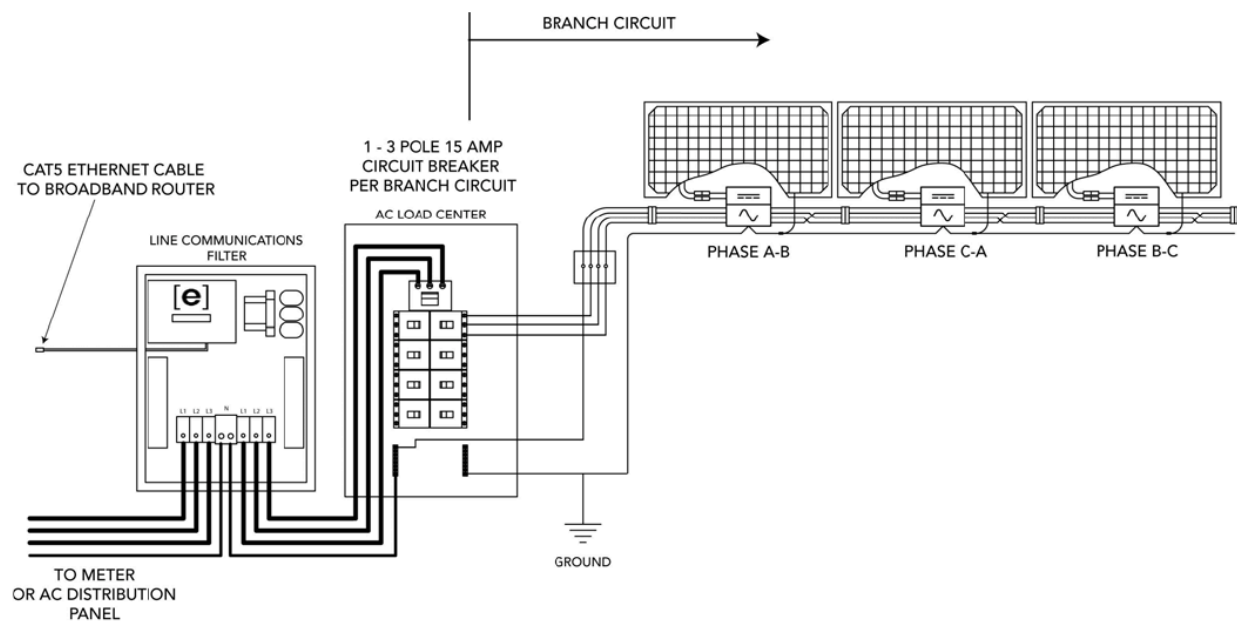 BRANCH CIRCUIT
1 - 3 POLE 15 AMP
CIRCUIT BREAKER
PER BRANCH CIRCUIT
CAT5 ETHERNET CABLE
TO BROADBAND ROUTER
AC LOAD CENTER
LINE COMMUNICATIONS
FILTER
[e]
PHASE A-B
PHASE C-A
PHASE B-C
L1 L2 L3 N L1 L2 L3
GROUND
TO METER
OR AC DISTRIBUTION
PANEL